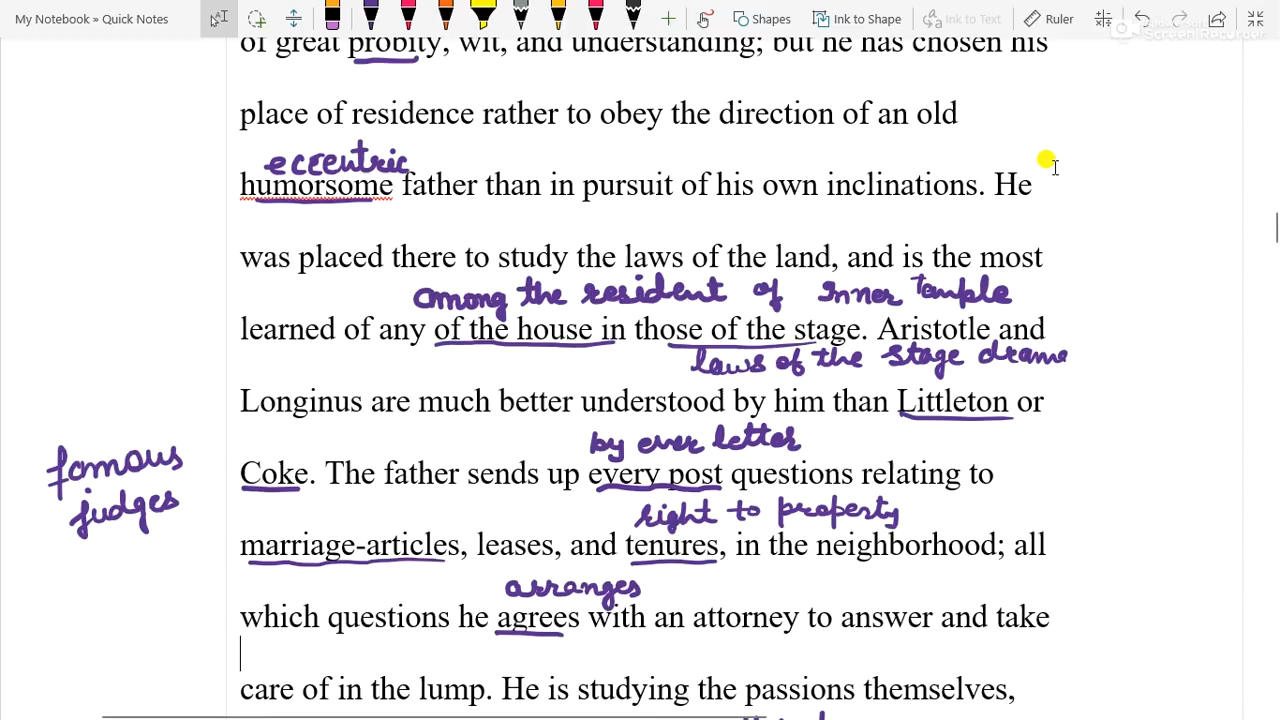 My Notebook » Quick Notes
Shapes
Ink to Shape
Ink to Text
Ruler
Screen Recorder
of great probity, wit, and understanding; but he has chosen his
place of residence rather to obey the direction of an old
eccentric
humorsome father than in pursuit of his own inclinations. He
was placed there to study the laws of the land, and is the most
among the resident of Inner Tample
learned of any of the house in those of the stage. Aristotle and
laws of the stage drama
Longinus are much better understood by him than Littleton or
by ever letter
Coke. The father sends up every post questions relating to
famous
judges
right to property
marriage-articles, leases, and tenures, in the neighborhood; all
arranges
which questions he agrees with an attorney to answer and take
care of in the lump. He is studying the passions themselves,